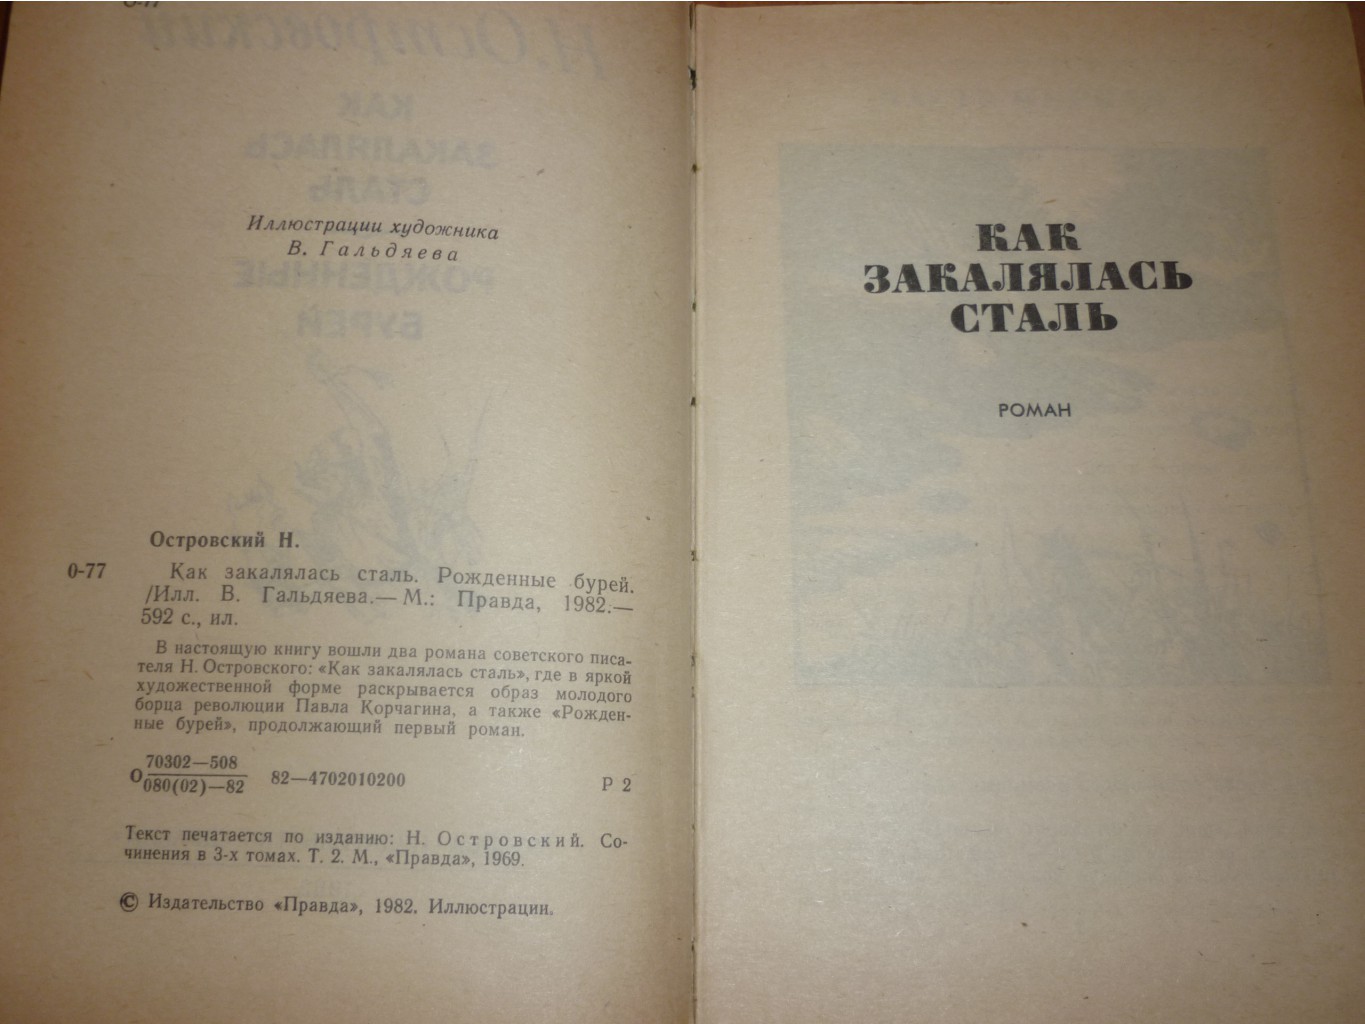 Иллюстрации художника
В. Гальдяева
Островский Н.
О-77
Как закалялась сталь. Рожденные бурей.
/Илл. В. Гальдяева.— М.: Правда, 1982.—
592 с., ил.
В настоящую книгу вошли два романа советского писа-
теля Н. Островского: «Как закалялась сталь», где в яркой
художественной форме раскрывается образ молодого
борца революции Павла Корчагина, а также «Рожден-
ные бурей», продолжающий первый роман.
О 70302—508
080(02)—82
82—4702010200
Р 2
Текст печатается по изданию: Н. Островский. Со-
чинения в 3-х томах. Т. 2. М., «Правда», 1969.
© Издательство «Правда», 1982. Иллюстрации.
КАК
ЗАКАЛЯЛАСЬ
СТАЛЬ
РОМАН